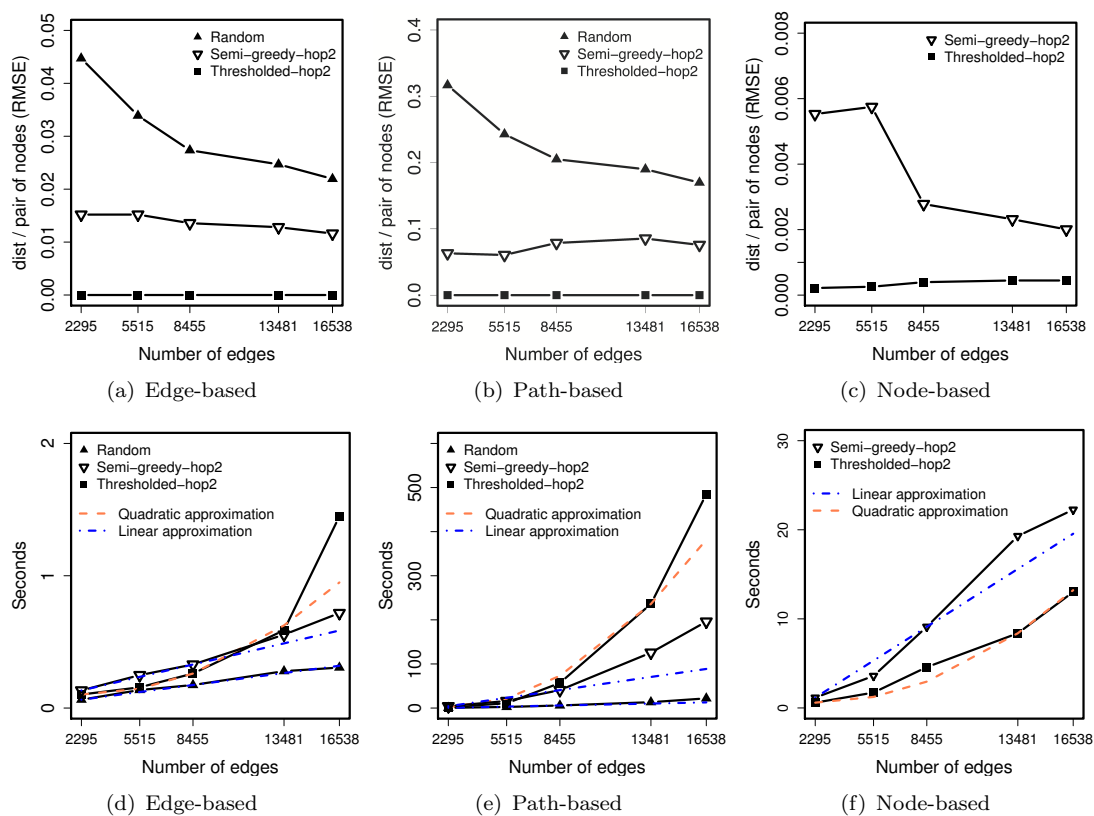 dist / pair of nodes (RMSE)
0.05
0.04
0.03
0.02
0.01
0.00
Random
Semi−greedy−hop2
Thresholded−hop2
2295 5515 8455 13481 16538
Number of edges
(a) Edge-based
dist / pair of nodes (RMSE)
0.4
0.3
0.2
0.1
0.0
Random
Semi−greedy−hop2
Thresholded−hop2
2295 5515 8455 13481 16538
Number of edges
(b) Path-based
dist / pair of nodes (RMSE)
0.008
0.006
0.004
0.002
0.000
Semi−greedy−hop2
Thresholded−hop2
2295 5515 8455 13481 16538
Number of edges
(c) Node-based
Seconds
2
1
0
Random
Semi−greedy−hop2
Thresholded−hop2
Quadratic approximation
Linear approximation
2295 5515 8455 13481 16538
Number of edges
(d) Edge-based
Seconds
500
300
100
0
Random
Semi−greedy−hop2
Thresholded−hop2
Quadratic approximation
Linear approximation
2295 5515 8455 13481 16538
Number of edges
(e) Path-based
Seconds
30
20
10
0
Semi−greedy−hop2
Thresholded−hop2
Linear approximation
Quadratic approximation
2295 5515 8455 13481 16538
Number of edges
(f) Node-based